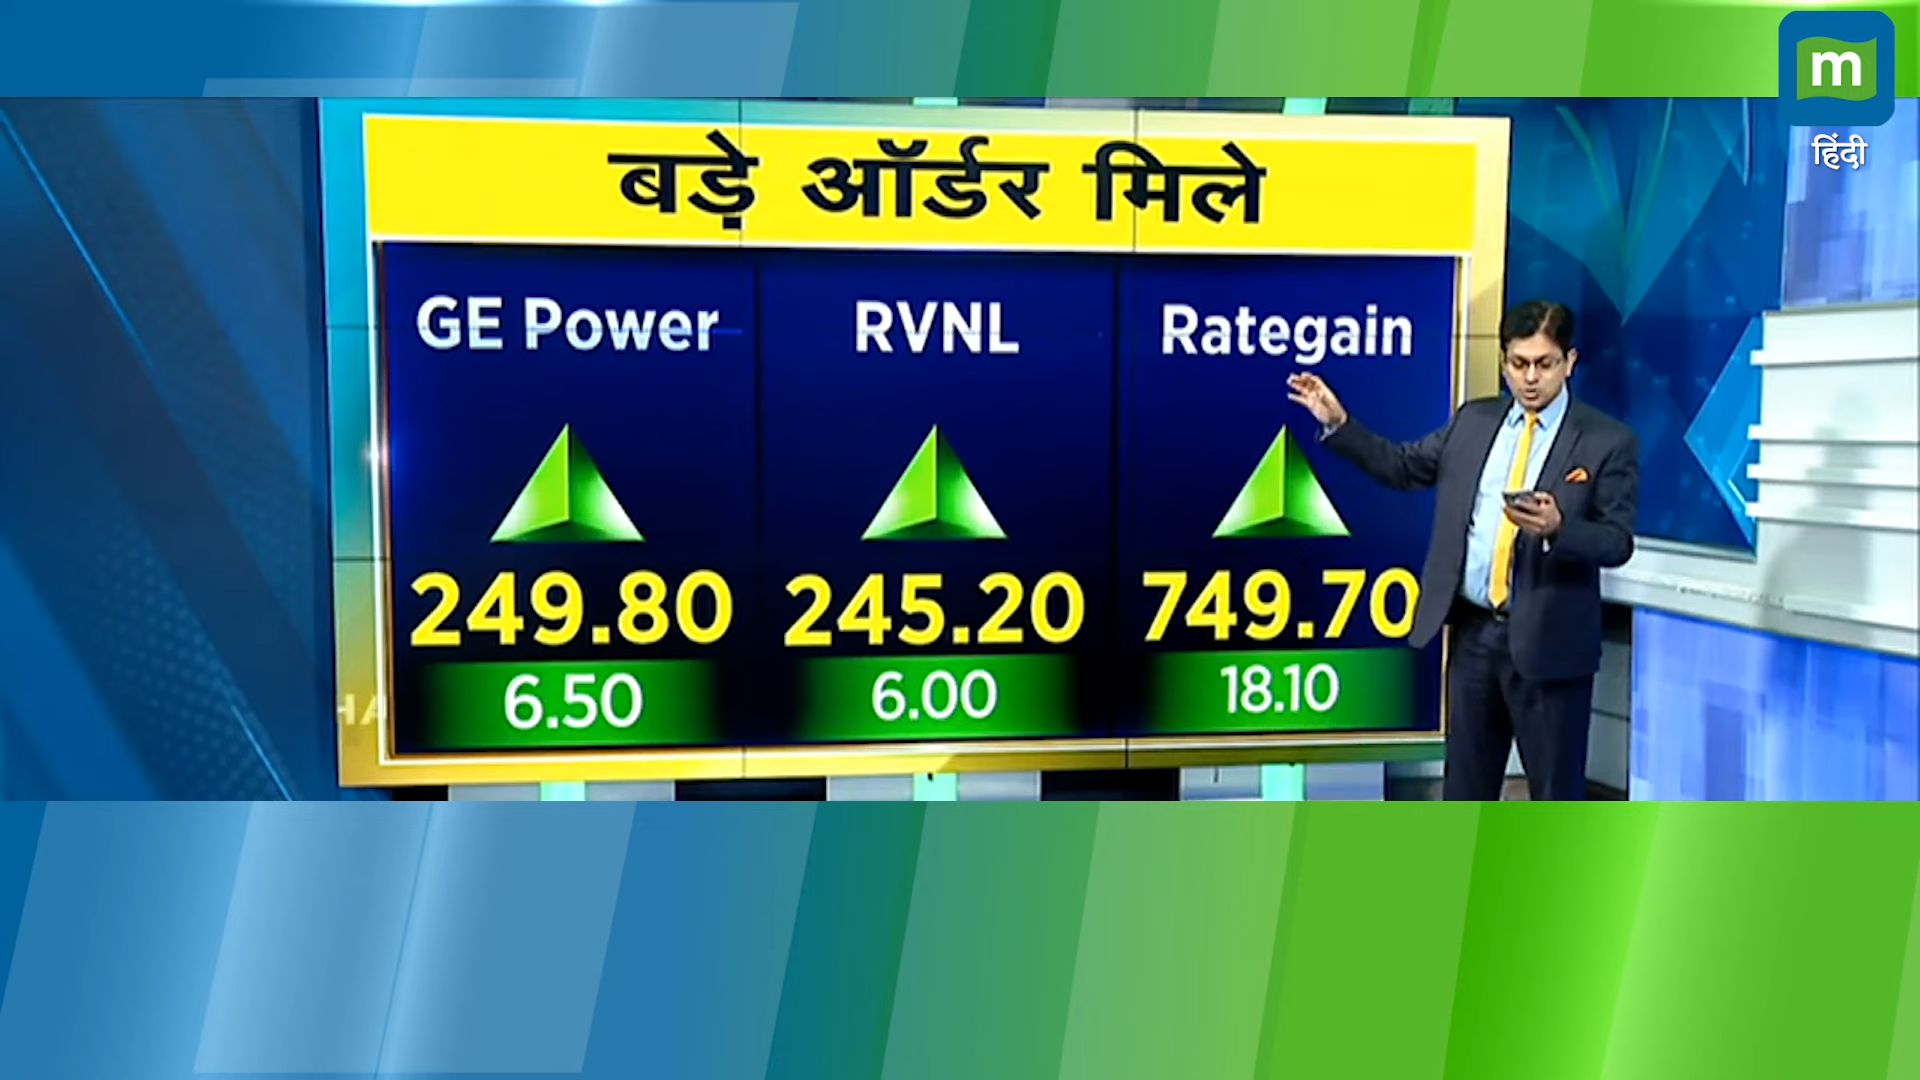 m
हिंदी
बड़े ऑर्डर मिले
GE Power
RVNL
Rategain
249.80
245.20
749.70
6.50
6.00
18.10
HA